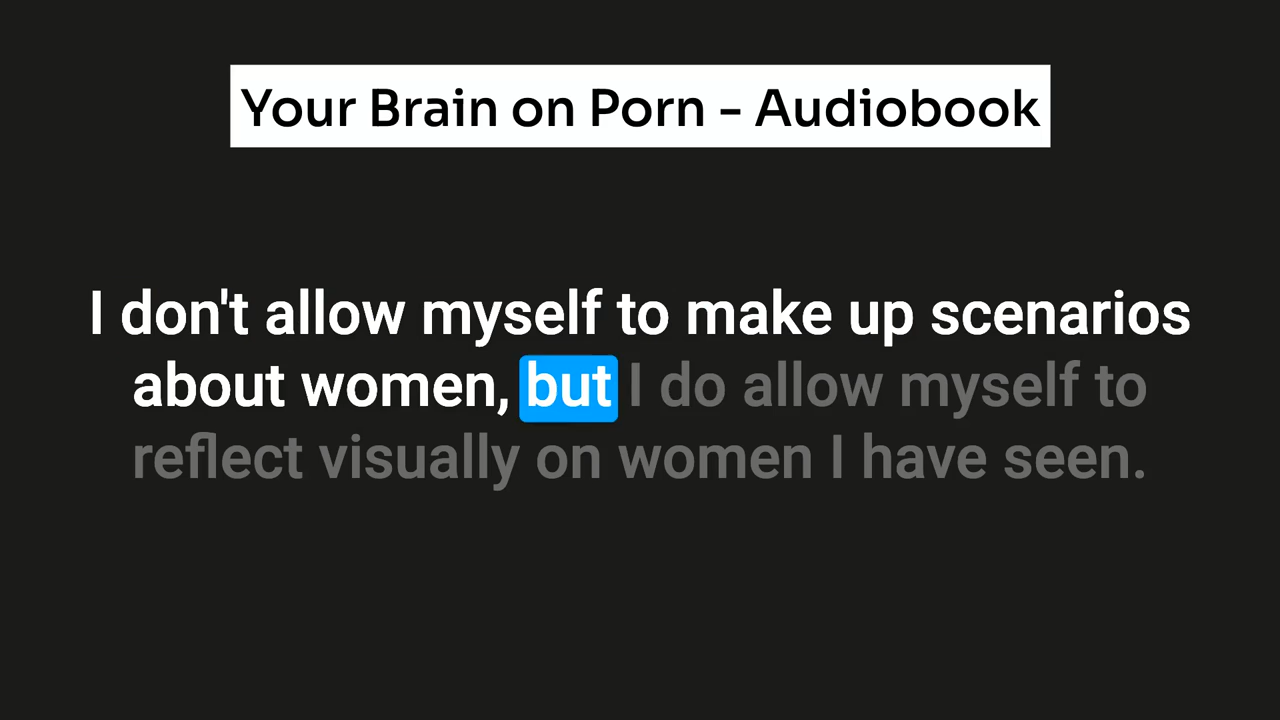 Your Brain on Porn - Audiobook
I don't allow myself to make up scenarios
about women, but I do allow myself to
reflect visually on women I have seen.